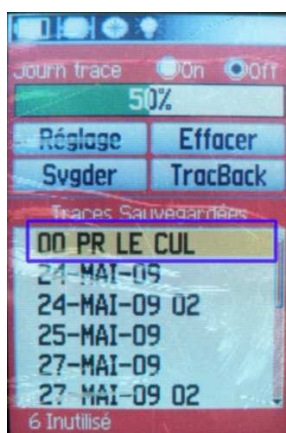 Journ trace On Off
50%
Réglage Effacer
Svgder TracBack
Traces Sauvegardées
DD PR LE CUL
24-MAI-09
24-MAI-09 02
25-MAI-09
27-MAI-09
27-MAI-09 02
6 Inutilisé